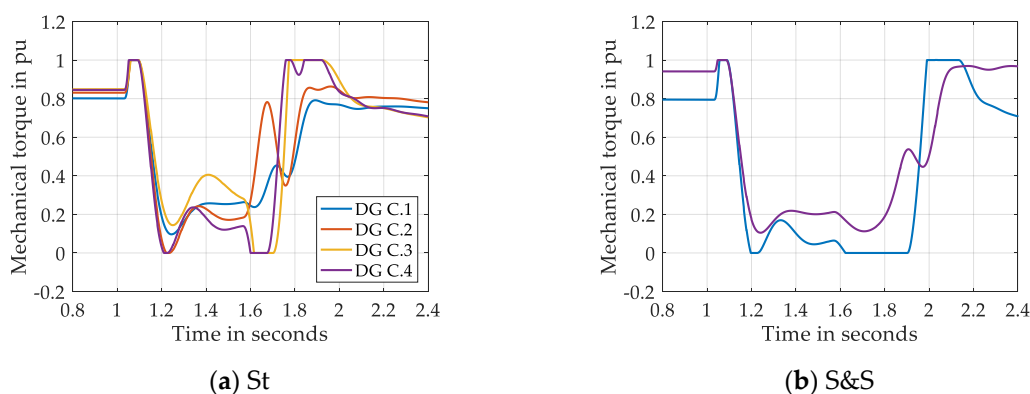 Mechanical torque in pu
1.2
1
0.8
0.6
0.4
0.2
0
-0.2
DG C.1
DG C.2
DG C.3
DG C.4
0.8 1 1.2 1.4 1.6 1.8 2 2.2 2.4
Time in seconds
(a) St
Mechanical torque in pu
1.2
1
0.8
0.6
0.4
0.2
0
-0.2
0.8 1 1.2 1.4 1.6 1.8 2 2.2 2.4
Time in seconds
(b) S&S